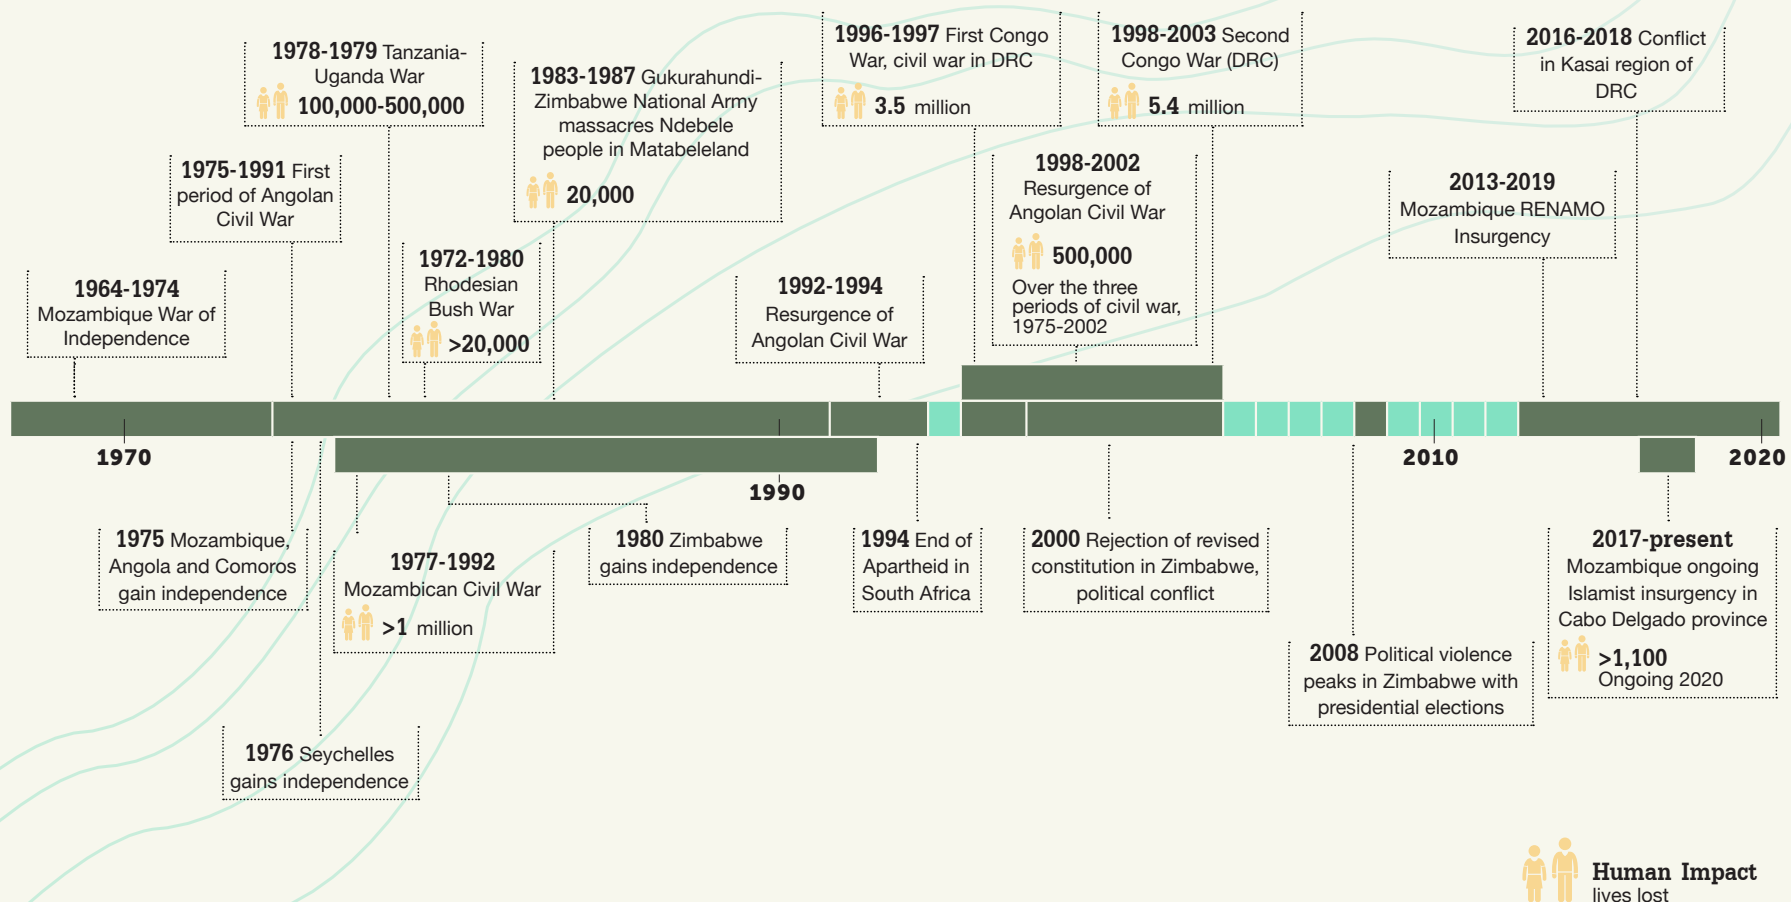 1978-1979 Tanzania-
Uganda War
100,000-500,000
1983-1987 Gukurahundi-
Zimbabwe National Army
massacres Ndebele
people in Matabeleland
20,000
1996-1997 First Congo
War, civil war in DRC
3.5 million
1998-2003 Second
Congo War (DRC)
5.4 million
2016-2018 Conflict
in Kasai region of
DRC
1975-1991 First
period of Angolan
Civil War
1998-2002
Resurgence of
Angolan Civil War
500,000
Over the three
periods of civil war,
1975-2002
2013-2019
Mozambique RENAMO
Insurgency
1964-1974
Mozambique War of
Independence
1972-1980
Rhodesian
Bush War
>20,000
1992-1994
Resurgence of
Angolan Civil War
1970
1990
2010
2020
1975 Mozambique,
Angola and Comoros
gain independence
1977-1992
Mozambican Civil War
>1 million
1980 Zimbabwe
gains independence
1994 End of
Apartheid in
South Africa
2000 Rejection of revised
constitution in Zimbabwe,
political conflict
2017-present
Mozambique ongoing
Islamist insurgency in
Cabo Delgado province
>1,100
Ongoing 2020
2008 Political violence
peaks in Zimbabwe with
presidential elections
1976 Seychelles
gains independence
Human Impact
lives lost